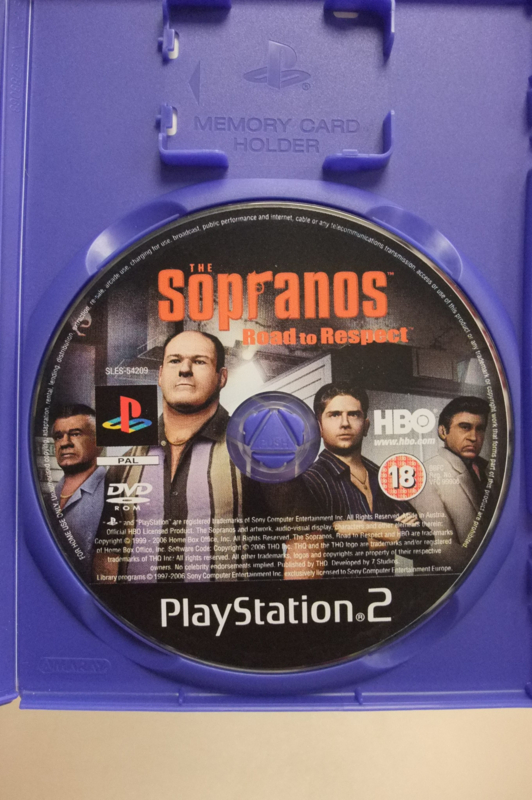 MEMORY CARD
HOLDER
THE
Sopranos™
Road to Respect™
SLES-54209
PAL
DVD
ROM
HBO®
www.hbo.com
18
and "PlayStation" are registered trademarks of Sony Computer Entertainment Inc. All Rights Reserved. Made in Austria.
Official HBO Licensed Product. The Sopranos and artwork, audio-visual display, characters and other elements thereof:
Copyright © 1999 - 2006 Home Box Office, Inc. All rights reserved. The Sopranos, Road to Respect and HBO are trademarks
of Home Box Office, Inc. Software Code: Copyright © 2006 THQ Inc. THQ and the THQ logo are trademarks and/or registered
trademarks of THQ Inc. All rights reserved. All other trademarks, logos and copyrights are property of their respective
owners. No celebrity endorsements implied. Published by THQ. Developed by 7 Studios.
Library programs © 1997-2006 Sony Computer Entertainment Inc. exclusively licensed to Sony Computer Entertainment Europe.
PlayStation®2